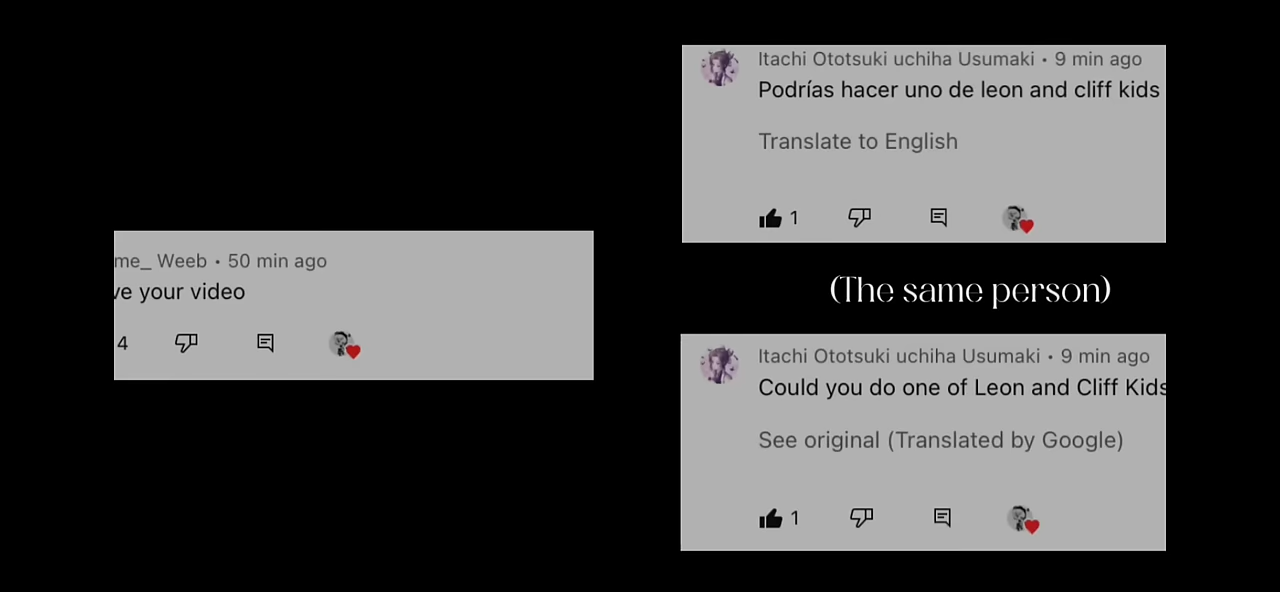 me_ Weeb • 50 min ago
ve your video
4
Itachi Ototsuki uchiha Usumaki • 9 min ago
Podrías hacer uno de leon and cliff kids
Translate to English
1
(The same person)
Itachi Ototsuki uchiha Usumaki • 9 min ago
Could you do one of Leon and Cliff Kids
See original (Translated by Google)
1